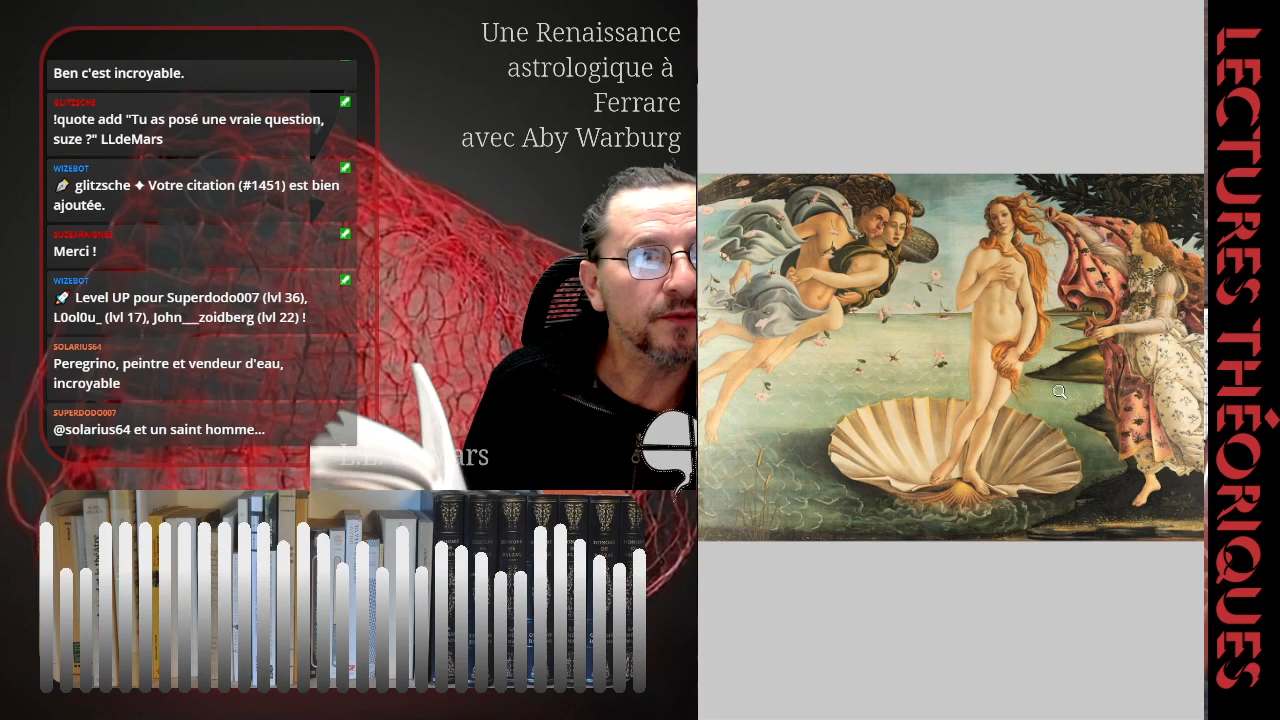 Une Renaissance
astrologique à
Ferrare
avec Aby Warburg
Ben c'est incroyable.
GLITZSCHE
!quote add "Tu as posé une vraie question,
suze ?" LLdeMars
WIZEBOT
glitzsche ✦ Votre citation (#1451) est bien
ajoutée.
Merci !
WIZEBOT
Level UP pour Superdodo007 (lvl 36),
L0ol0u_ (lvl 17), John___zoidberg (lvl 22) !
SOLARIUS64
Peregrino, peintre et vendeur d'eau,
incroyable
SUPERDODO007
@solarius64 et un saint homme...
LECTURES THÉORIQUES